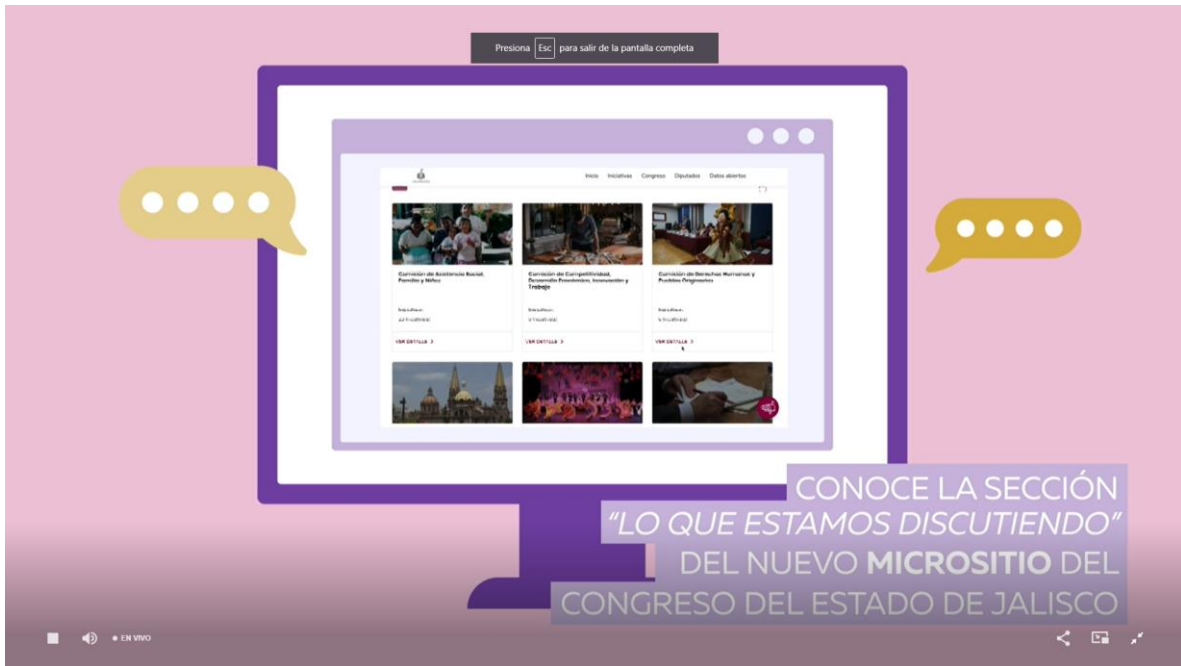 Presiona Esc para salir de la pantalla completa
Inicio Iniciativas Congreso Diputados Datos abiertos
Comisión de Asistencia Social,
Familia y Niñez
Comisión de Competitividad,
Desarrollo Económico, Innovación y
Trabajo
Comisión de Derechos Humanos y
Pueblos Originarios
VER DETALLE
VER DETALLE
VER DETALLE
CONOCE LA SECCIÓN
“LO QUE ESTAMOS DISCUTIENDO”
DEL NUEVO MICROSITIO DEL
CONGRESO DEL ESTADO DE JALISCO
EN VIVO